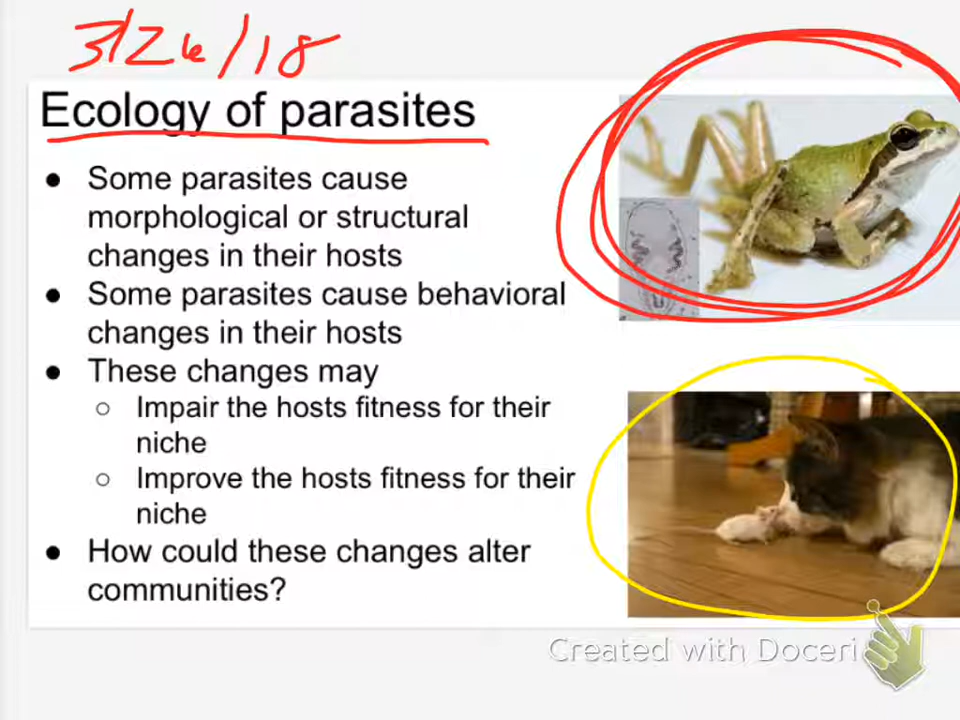 3/26/18
Ecology of parasites
● Some parasites cause
morphological or structural
changes in their hosts
● Some parasites cause behavioral
changes in their hosts
● These changes may
○ Impair the hosts fitness for their
niche
○ Improve the hosts fitness for their
niche
● How could these changes alter
communities?
Created with Doceri